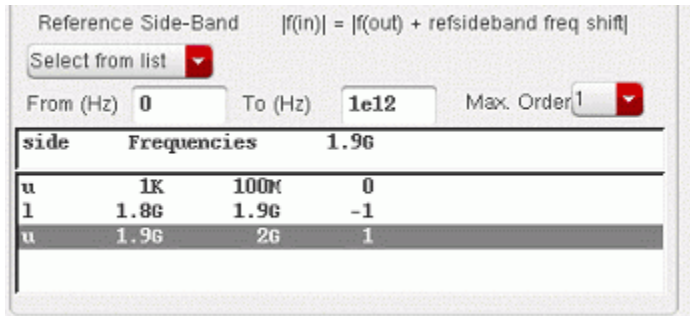 Reference Side-Band |f(in)| = |f(out) + refsideband freq shift|
Select from list
From (Hz) 0 To (Hz) 1e12 Max. Order 1
side Frequencies 1.9G
u 1K 100M 0
l 1.8G 1.9G -1
u 1.9G 2G 1